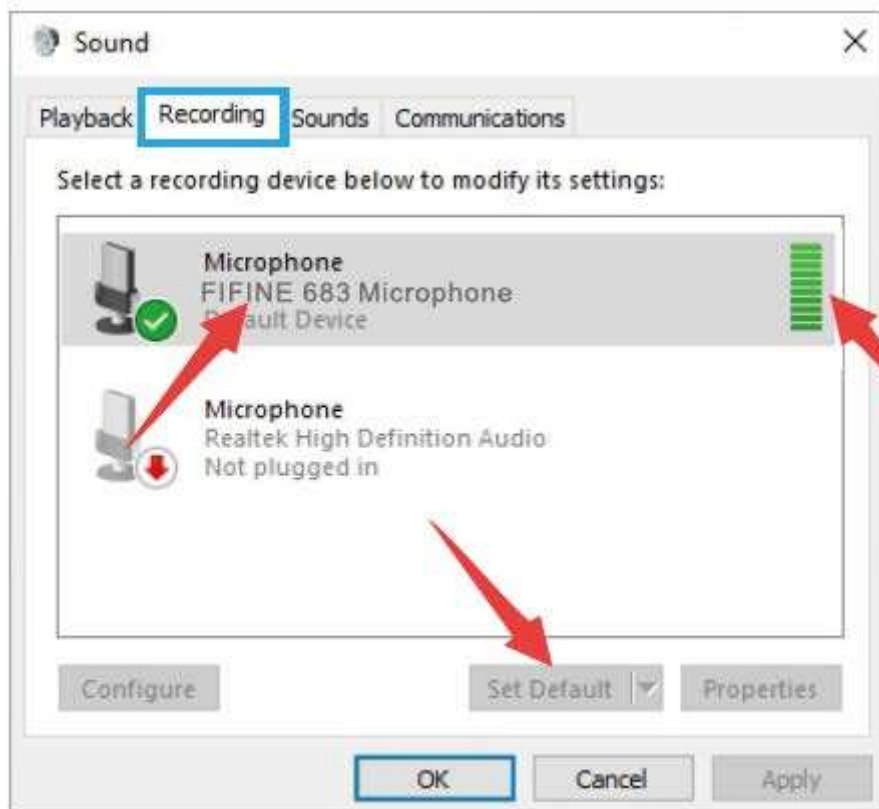 Sound
Playback Recording Sounds Communications
Select a recording device below to modify its settings:
Microphone
FIFINE 683 Microphone
Device
Microphone
Realtek High Definition Audio
Not plugged in
Configure Set Default Properties
OK Cancel Apply